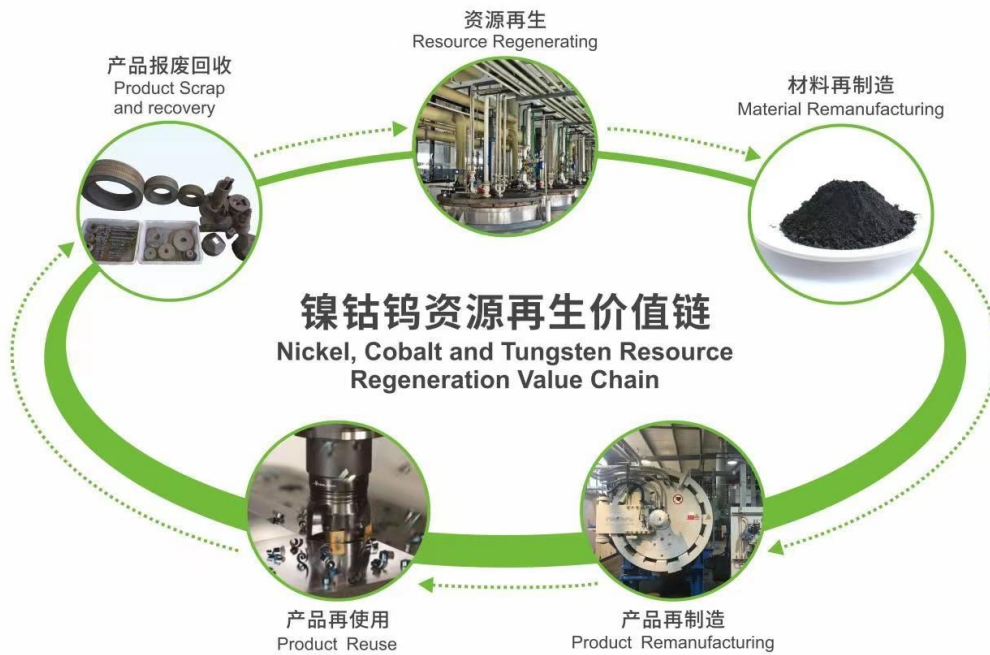 资源再生
Resource Regenerating
产品报废回收
Product Scrap
and recovery
材料再制造
Material Remanufacturing
镍钴钨资源再生价值链
Nickel, Cobalt and Tungsten Resource
Regeneration Value Chain
产品再使用
Product Reuse
产品再制造
Product Remanufacturing